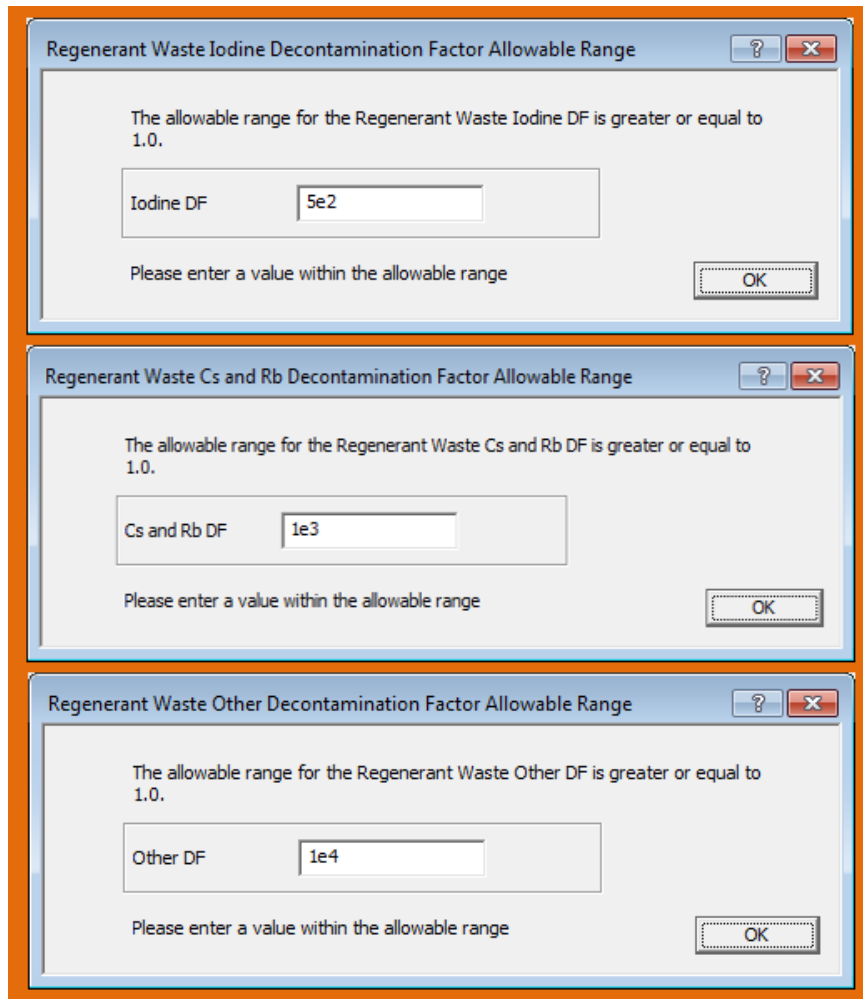 Regenerant Waste Iodine Decontamination Factor Allowable Range
The allowable range for the Regenerant Waste Iodine DF is greater or equal to
1.0.
Iodine DF 5e2
Please enter a value within the allowable range
OK
Regenerant Waste Cs and Rb Decontamination Factor Allowable Range
The allowable range for the Regenerant Waste Cs and Rb DF is greater or equal to
1.0.
Cs and Rb DF 1e3
Please enter a value within the allowable range
OK
Regenerant Waste Other Decontamination Factor Allowable Range
The allowable range for the Regenerant Waste Other DF is greater or equal to
1.0.
Other DF 1e4
Please enter a value within the allowable range
OK